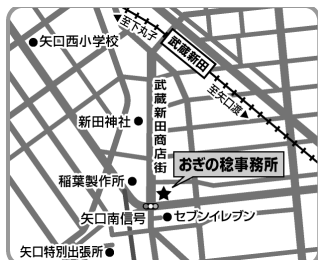 至下丸子
武蔵新田
矢口西小学校
至矢口渡
武蔵新田商店街
新田神社
おぎの稔事務所
稲葉製作所
矢口南信号
セブンイレブン
矢口特別出張所